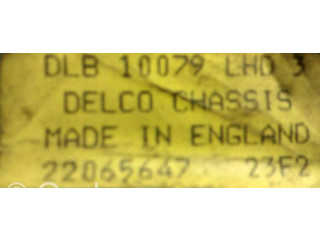 DLB 10079 LHD 3
DELCO CHASSIS
MADE IN ENGLAND
22065647 23F2